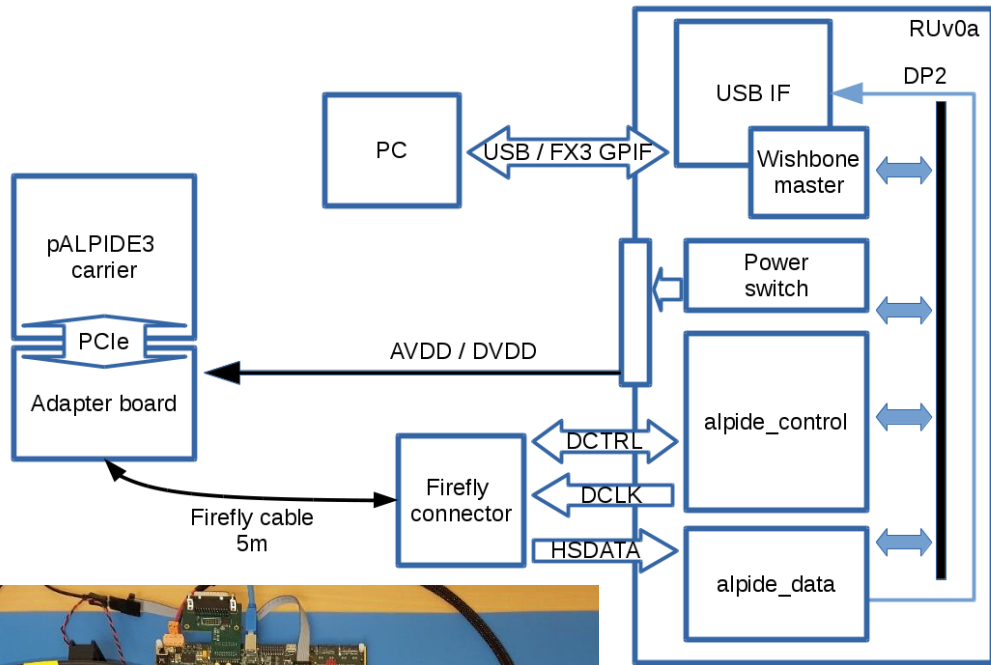 RUv0a
DP2
USB IF
PC
USB / FX3 GPIF
Wishbone
master
pALPIDE3
carrier
Power
switch
PCIe
AVDD / DVDD
Adapter board
DCTRL
alpide_control
Firefly
connector
DCLK
Firefly cable
5m
HSDATA
alpide_data